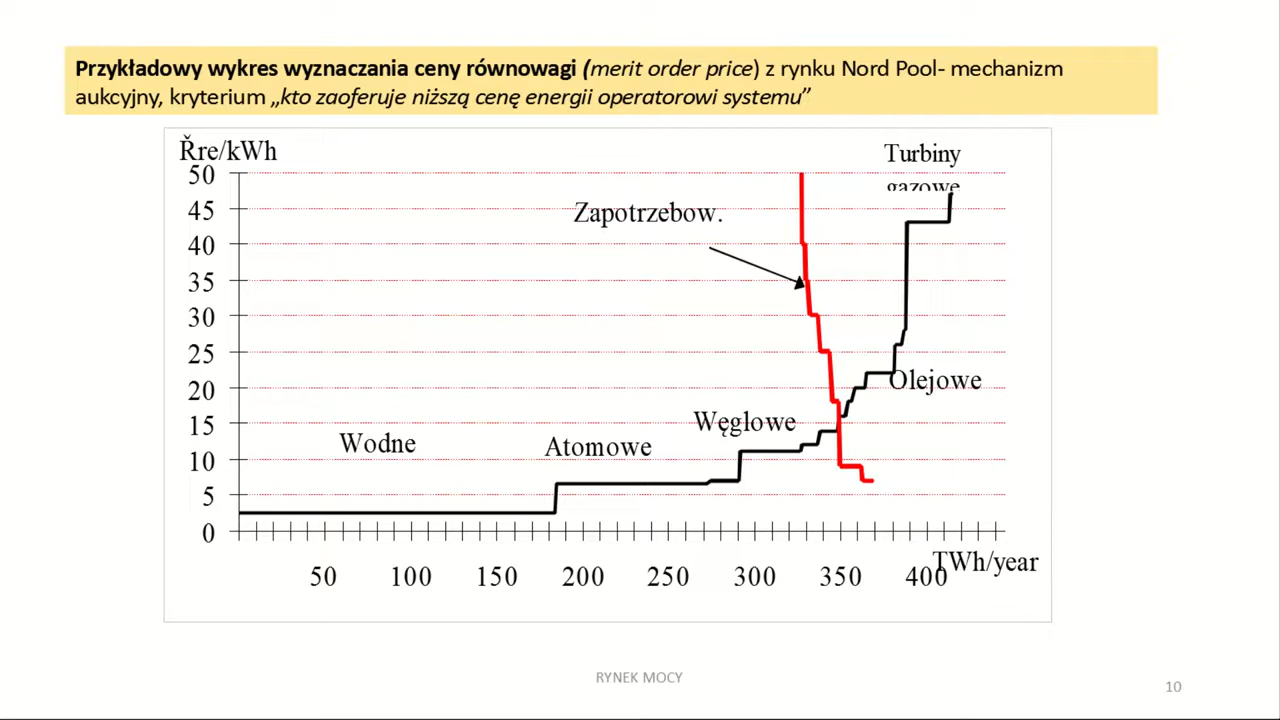 Przykładowy wykres wyznaczania ceny równowagi (merit order price) z rynku Nord Pool- mechanizm
aukcyjny, kryterium „kto zaoferuje niższą cenę energii operatorowi systemu”
Řre/kWh
Turbiny
gazowe
50
45
Zapotrzebow.
40
35
30
25
20
Olejowe
15
Węglowe
Wodne
Atomowe
10
5
0
TWh/year
50 100 150 200 250 300 350 400
RYNEK MOCY
10